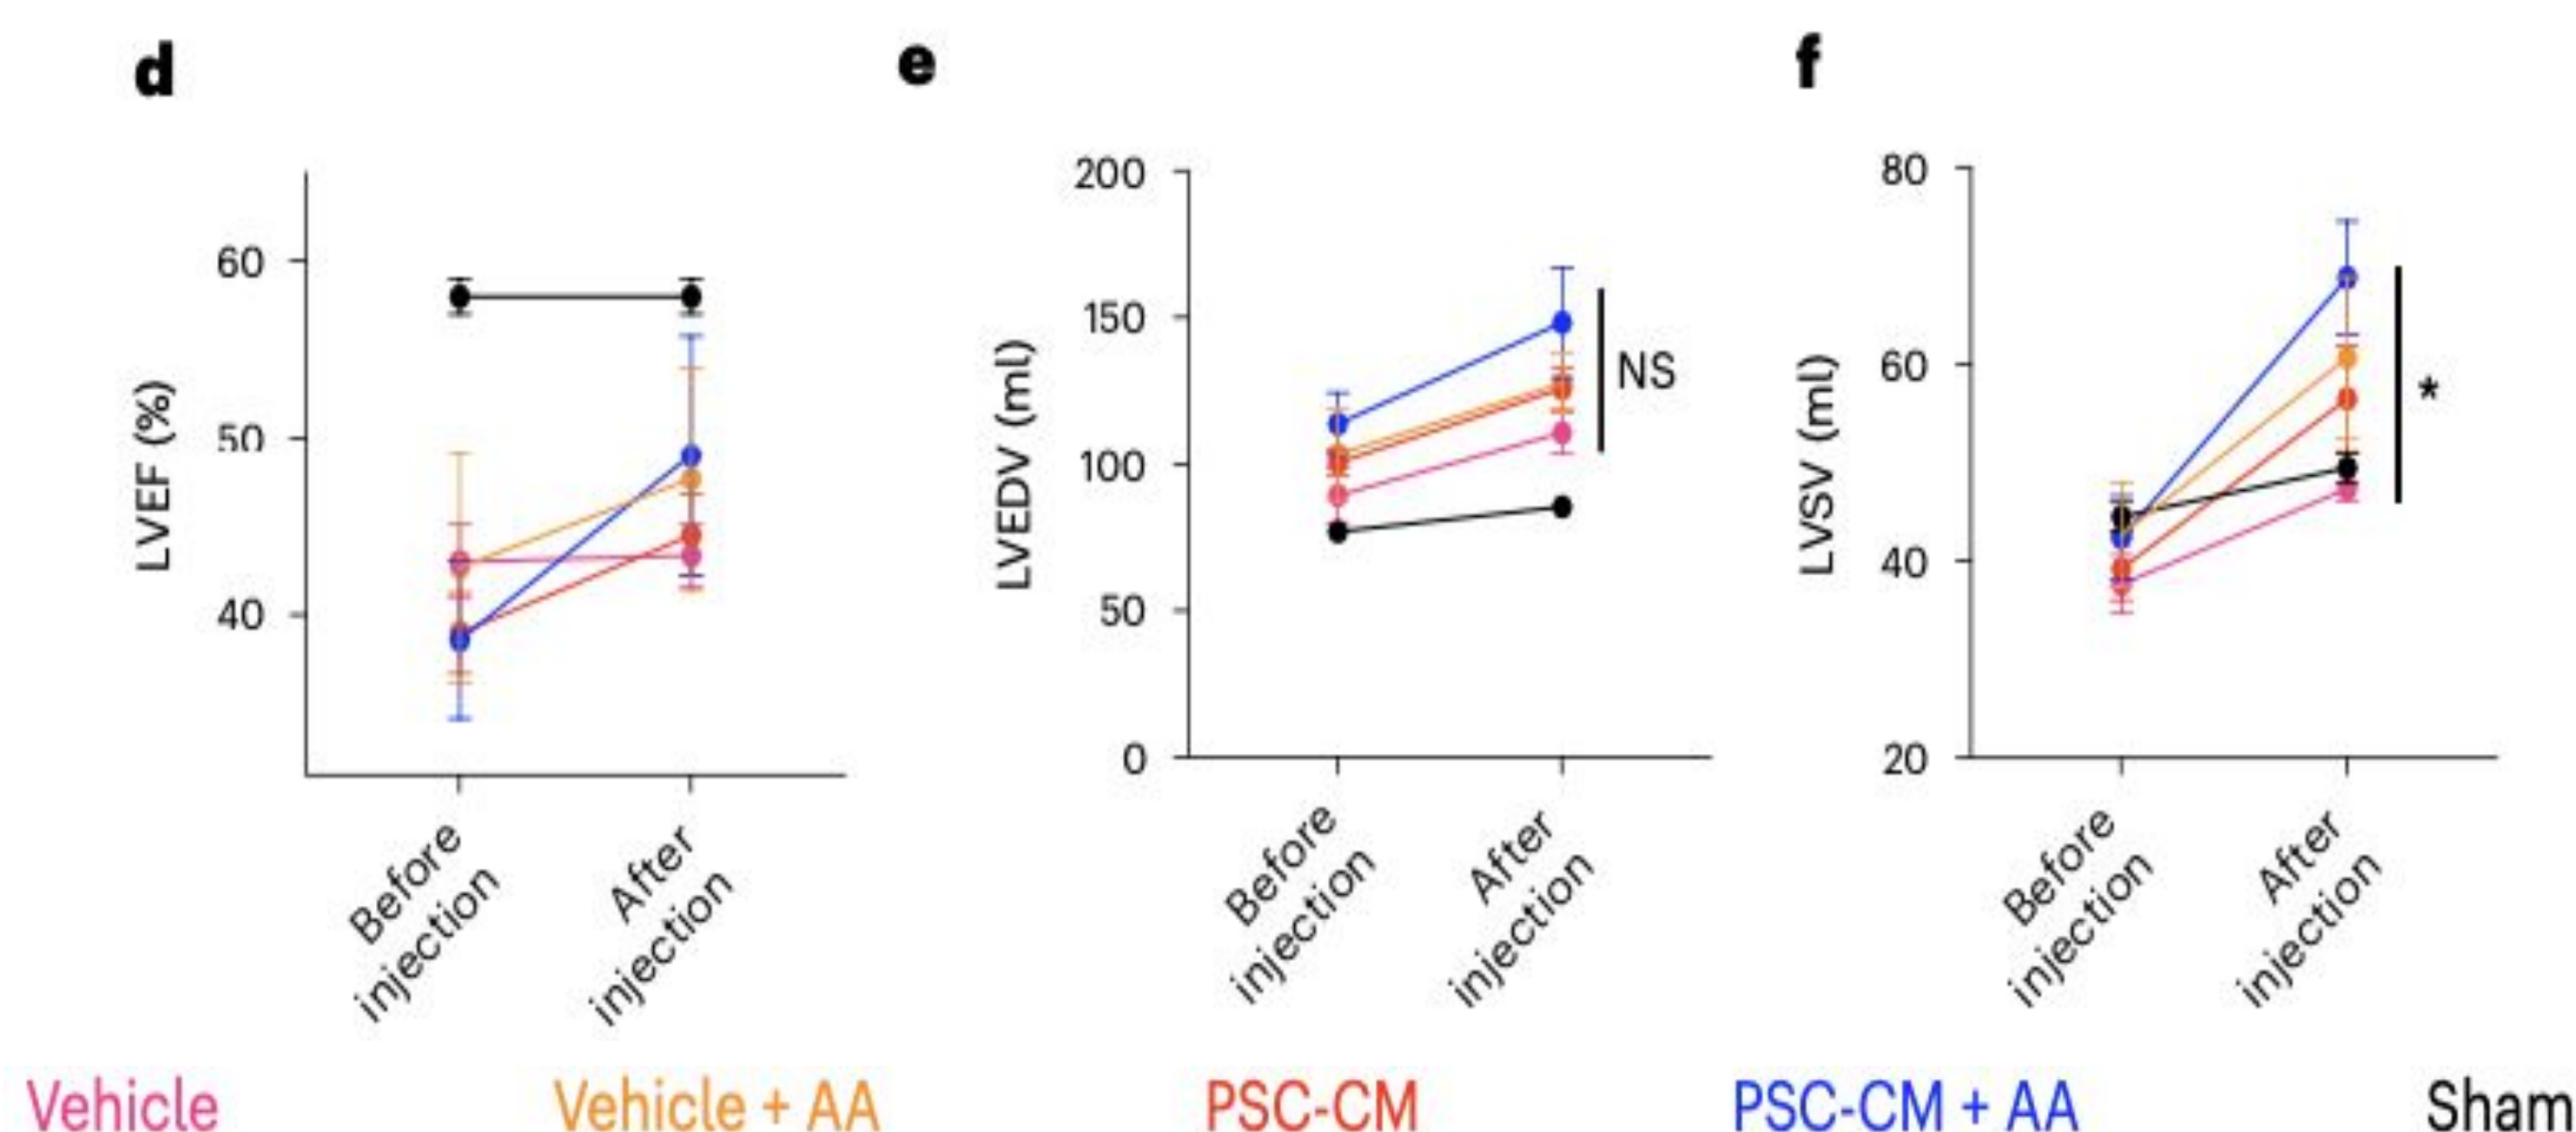 d
LVEF (%)
60
50
40
Before
injection
After
injection
e
LVEDV (ml)
200
150
100
50
0
NS
Before
injection
After
injection
f
LVSV (ml)
80
60
40
20
*
Before
injection
After
injection
Vehicle
Vehicle + AA
PSC-CM
PSC-CM + AA
Sham